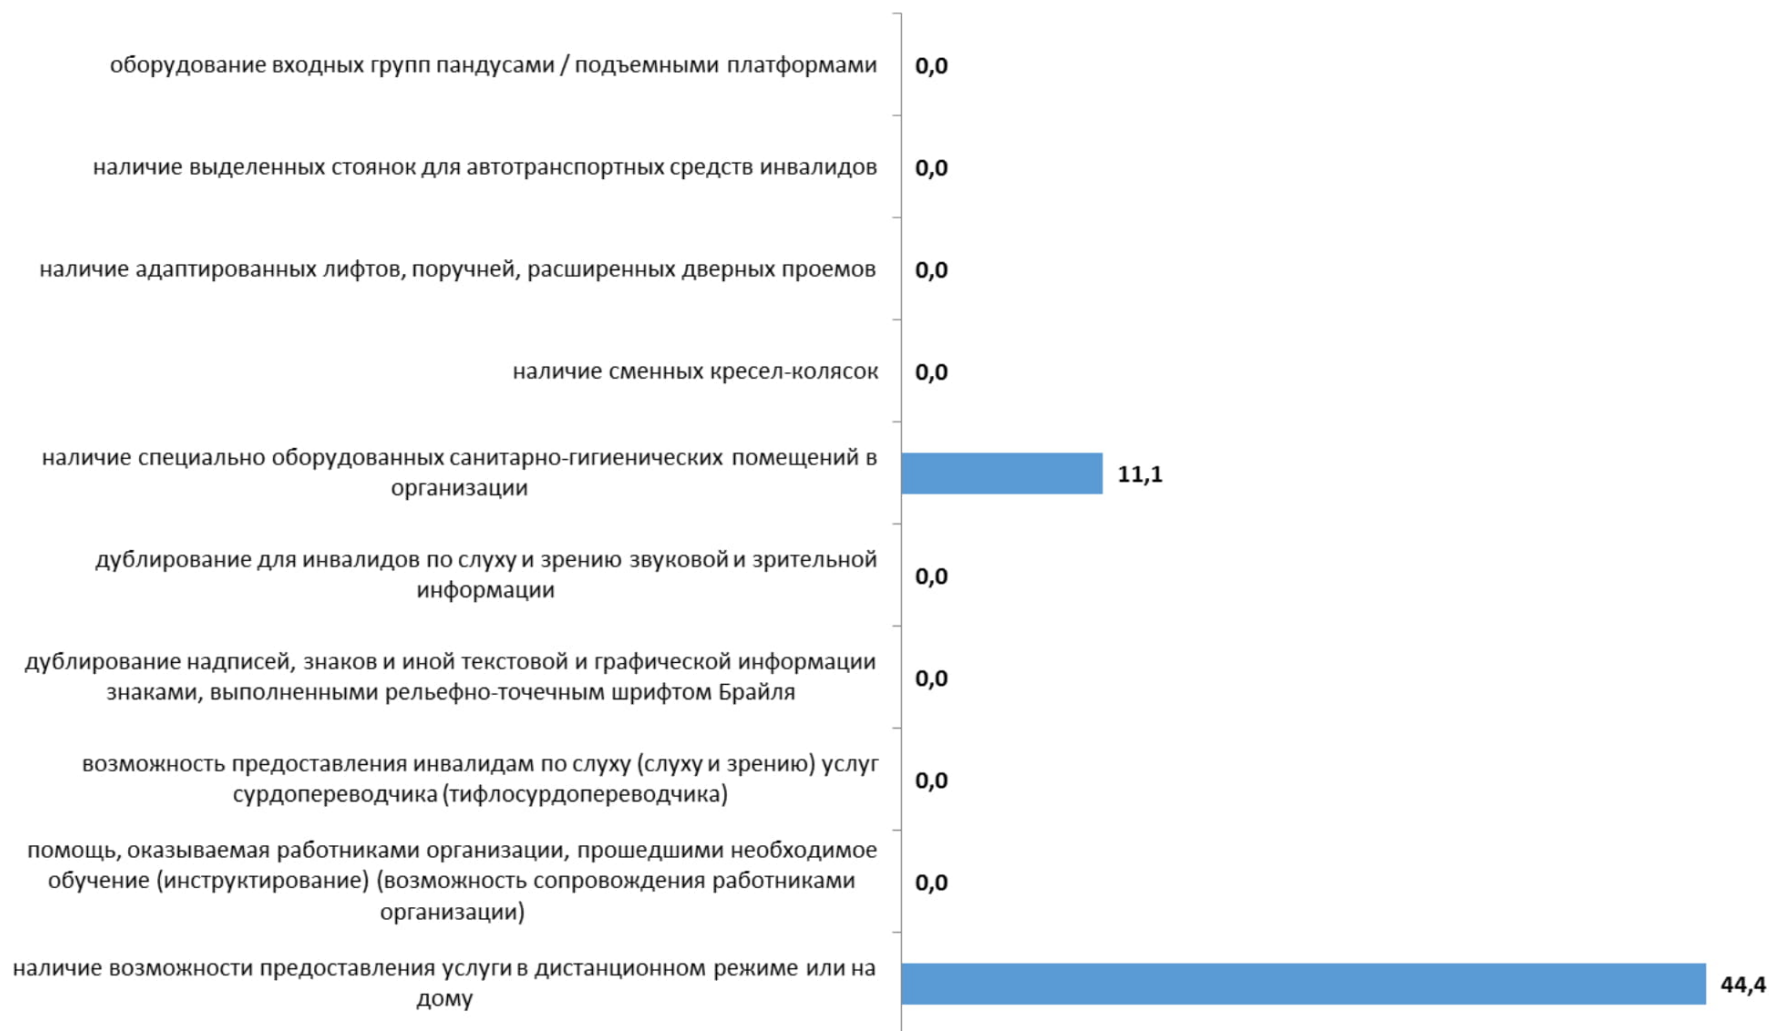 оборудование входных групп пандусами / подъемными платформами
0,0
наличие выделенных стоянок для автотранспортных средств инвалидов
0,0
наличие адаптированных лифтов, поручней, расширенных дверных проемов
0,0
наличие сменных кресел-колясок
0,0
наличие специально оборудованных санитарно-гигиенических помещений в
организации
11,1
дублирование для инвалидов по слуху и зрению звуковой и зрительной
информации
0,0
дублирование надписей, знаков и иной текстовой и графической информации
знаками, выполненными рельефно-точечным шрифтом Брайля
0,0
возможность предоставления инвалидам по слуху (слуху и зрению) услуг
сурдопереводчика (тифлосурдопереводчика)
0,0
помощь, оказываемая работниками организации, прошедшими необходимое
обучение (инструктирование) (возможность сопровождения работниками
организации)
0,0
наличие возможности предоставления услуги в дистанционном режиме или на
дому
44,4